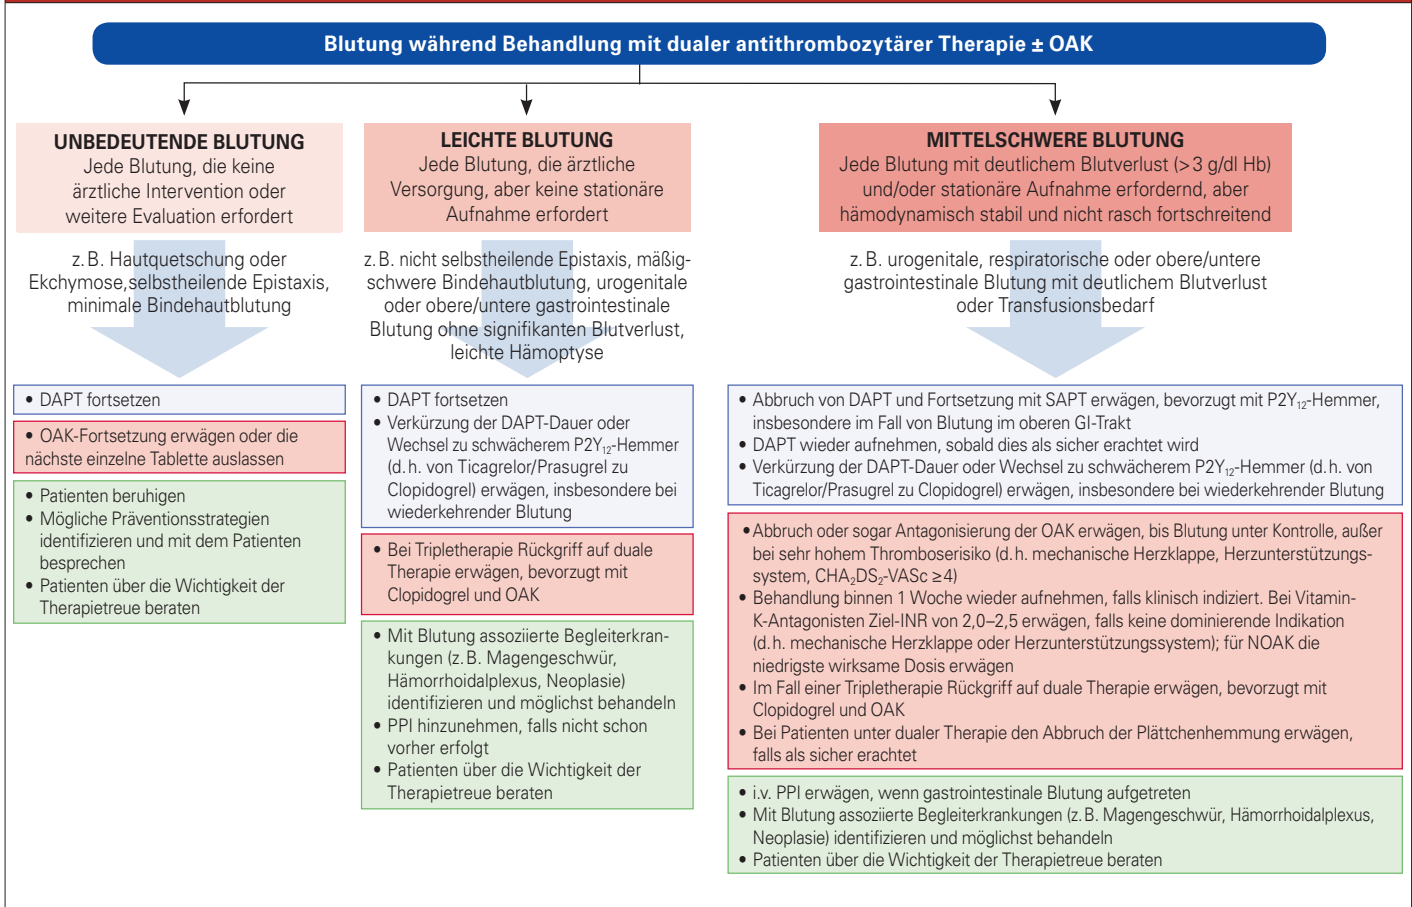 Blutung während Behandlung mit dualer antithrombozytärer Therapie ± OAK
UNBEDEUTENDE BLUTUNG
Jede Blutung, die keine
ärztliche Intervention oder
weitere Evaluation erfordert
z.B. Hautquetschung oder
Ekchymose,selbstheilende Epistaxis,
minimale Bindehautblutung
• DAPT fortsetzen
• OAK-Fortsetzung erwägen oder die
nächste einzelne Tablette auslassen
• Patienten beruhigen
• Mögliche Präventionsstrategien
identifizieren und mit dem Patienten
besprechen
• Patienten über die Wichtigkeit der
Therapietreue beraten
LEICHTE BLUTUNG
Jede Blutung, die ärztliche
Versorgung, aber keine stationäre
Aufnahme erfordert
z.B. nicht selbstheilende Epistaxis, mäßig-
schwere Bindehautblutung, urogenitale
oder obere/untere gastrointestinale
Blutung ohne signifikanten Blutverlust,
leichte Hämoptyse
• DAPT fortsetzen
• Verkürzung der DAPT-Dauer oder
Wechsel zu schwächerem P2Y₁₂-Hemmer
(d.h. von Ticagrelor/Prasugrel zu
Clopidogrel) erwägen, insbesondere bei
wiederkehrender Blutung
• Bei Tripletherapie Rückgriff auf duale
Therapie erwägen, bevorzugt mit
Clopidogrel und OAK
• Mit Blutung assoziierte Begleiterkran-
kungen (z.B. Magengeschwür,
Hämorrhoidalplexus, Neoplasie)
identifizieren und möglichst behandeln
• PPI hinzunehmen, falls nicht schon
vorher erfolgt
• Patienten über die Wichtigkeit der
Therapietreue beraten
MITTELSCHWERE BLUTUNG
Jede Blutung mit deutlichem Blutverlust (>3 g/dl Hb)
und/oder stationäre Aufnahme erfordernd, aber
hämodynamisch stabil und nicht rasch fortschreitend
z.B. urogenitale, respiratorische oder obere/untere
gastrointestinale Blutung mit deutlichem Blutverlust
oder Transfusionsbedarf
• Abbruch von DAPT und Fortsetzung mit SAPT erwägen, bevorzugt mit P2Y₁₂-Hemmer,
insbesondere im Fall von Blutung im oberen GI-Trakt
• DAPT wieder aufnehmen, sobald dies als sicher erachtet wird
• Verkürzung der DAPT-Dauer oder Wechsel zu schwächerem P2Y₁₂-Hemmer (d.h. von
Ticagrelor/Prasugrel zu Clopidogrel) erwägen, insbesondere bei wiederkehrender Blutung
•Abbruch oder sogar Antagonisierung der OAK erwägen, bis Blutung unter Kontrolle, außer
bei sehr hohem Thromboserisiko (d.h. mechanische Herzklappe, Herzunterstützungs-
system, CHA₂DS₂-VASc ≥4)
• Behandlung binnen 1 Woche wieder aufnehmen, falls klinisch indiziert. Bei Vitamin-
K-Antagonisten Ziel-INR von 2,0–2,5 erwägen, falls keine dominierende Indikation
(d.h. mechanische Herzklappe oder Herzunterstützungssystem); für NOAK die
niedrigste wirksame Dosis erwägen
• Im Fall einer Tripletherapie Rückgriff auf duale Therapie erwägen, bevorzugt mit
Clopidogrel und OAK
• Bei Patienten unter dualer Therapie den Abbruch der Plättchenhemmung erwägen,
falls als sicher erachtet
• i.v. PPI erwägen, wenn gastrointestinale Blutung aufgetreten
• Mit Blutung assoziierte Begleiterkrankungen (z.B. Magengeschwür, Hämorrhoidalplexus,
Neoplasie) identifizieren und möglichst behandeln
• Patienten über die Wichtigkeit der Therapietreue beraten